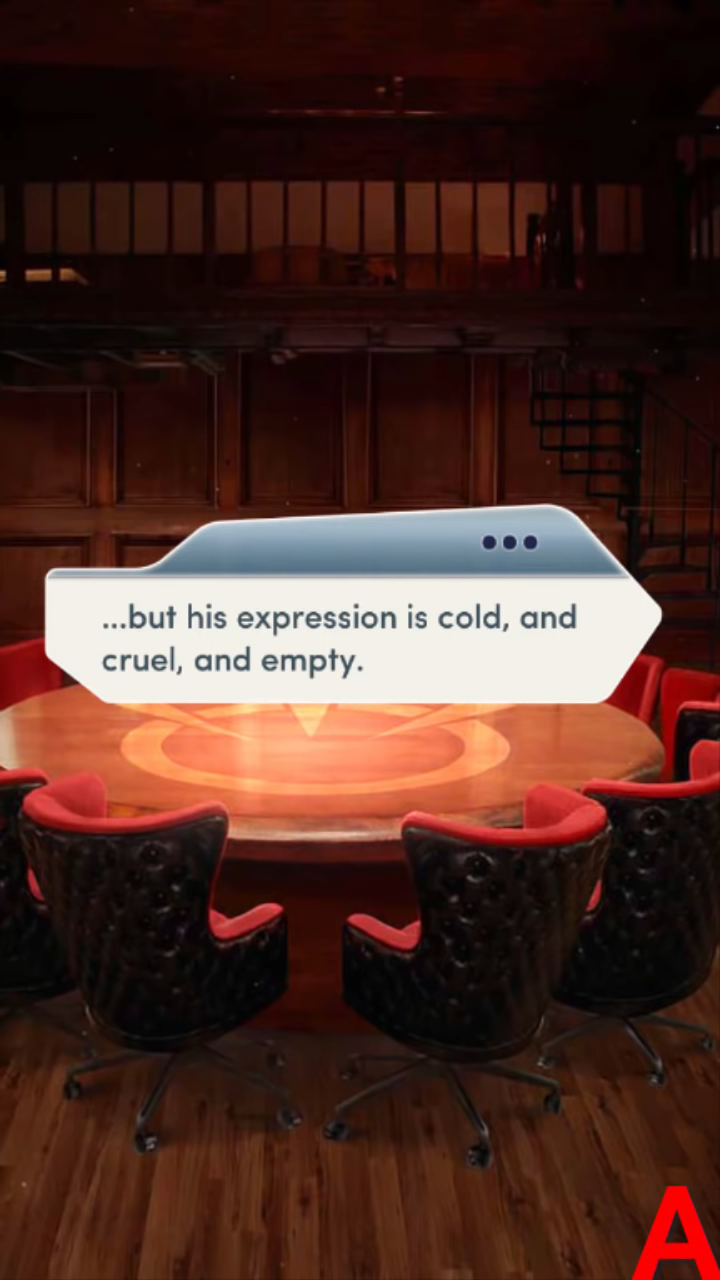 ...but his expression is cold, and
cruel, and empty.
A